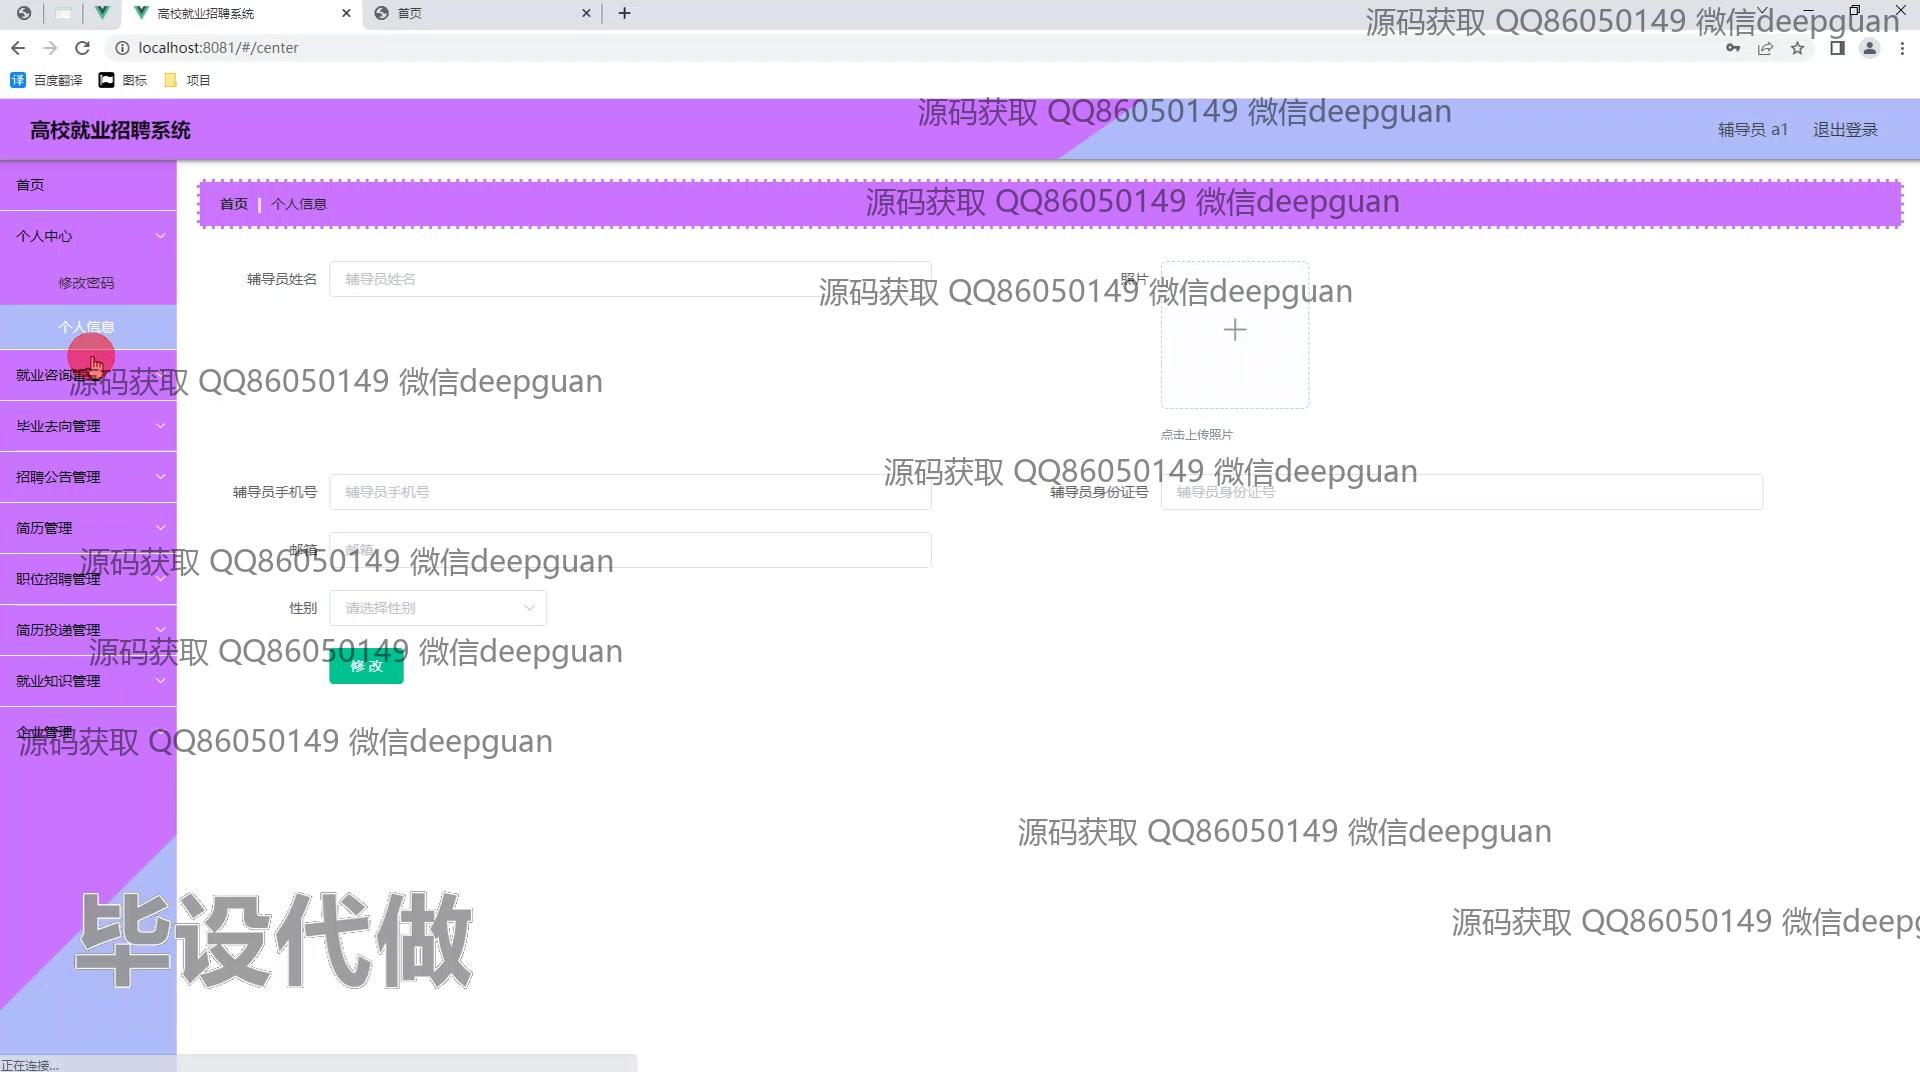 高校就业招聘系统
首页
localhost:8081/#/center
百度翻译 图标 项目
源码获取 QQ86050149 微信deepguan
高校就业招聘系统
源码获取 QQ86050149 微信deepguan
辅导员 a1 退出登录
首页
个人中心
修改密码
个人信息
就业咨询
毕业去向管理
招聘公告管理
简历管理
职位招聘管理
简历投递管理
就业知识管理
企业管理
首页 | 个人信息
源码获取 QQ86050149 微信deepguan
辅导员姓名 辅导员姓名
照片
源码获取 QQ86050149 微信deepguan
源码获取 QQ86050149 微信deepguan
点击上传照片
源码获取 QQ86050149 微信deepguan
辅导员手机号 辅导员手机号
辅导员身份证号 辅导员身份证号
邮箱 邮箱
源码获取 QQ86050149 微信deepguan
性别 请选择性别
源码获取 QQ86050149 微信deepguan
修改
源码获取 QQ86050149 微信deepguan
源码获取 QQ86050149 微信deepguan
源码获取 QQ86050149 微信deep
毕设代做
正在连接...